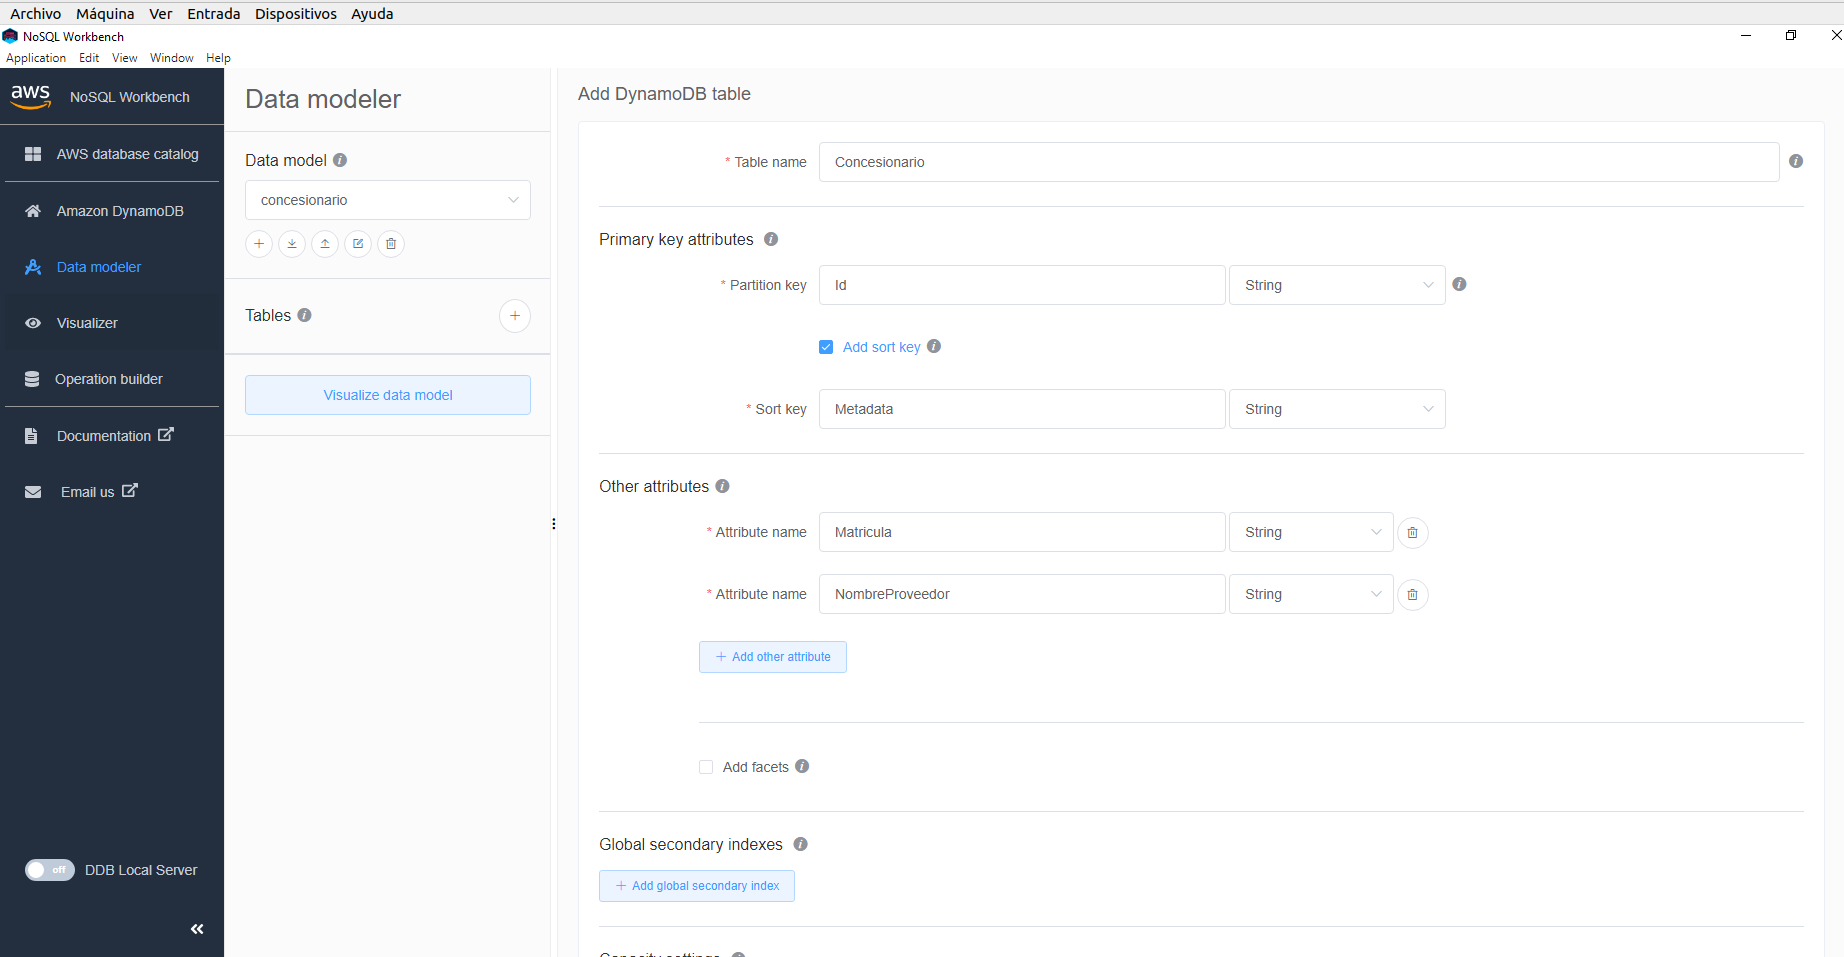 Archivo Máquina Ver Entrada Dispositivos Ayuda
NoSQL Workbench
Application Edit View Window Help
aws NoSQL Workbench
AWS database catalog
Amazon DynamoDB
Data modeler
Visualizer
Operation builder
Documentation
Email us
off DDB Local Server
Data modeler
Data model
concesionario
Tables
Visualize data model
Add DynamoDB table
* Table name Concesionario
Primary key attributes
* Partition key Id String
Add sort key
* Sort key Metadata String
Other attributes
* Attribute name Matricula String
* Attribute name NombreProveedor String
+ Add other attribute
Add facets
Global secondary indexes
+ Add global secondary index
Capacity settings